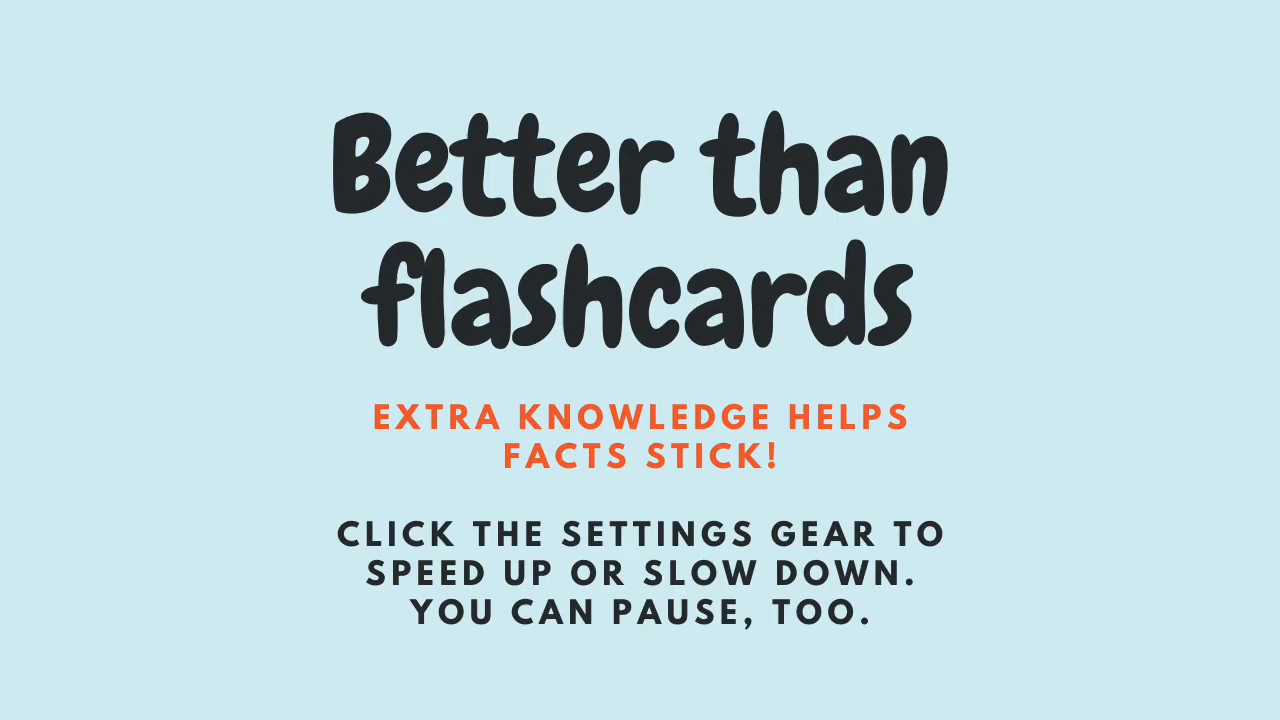 Better than
flashcards
EXTRA KNOWLEDGE HELPS
FACTS STICK!
CLICK THE SETTINGS GEAR TO
SPEED UP OR SLOW DOWN.
YOU CAN PAUSE, TOO.